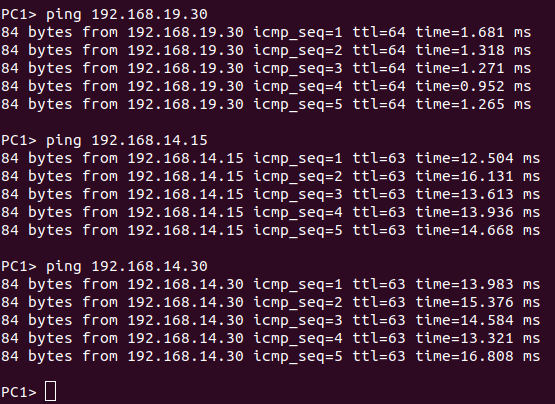 PC1> ping 192.168.19.30
84 bytes from 192.168.19.30 icmp_seq=1 ttl=64 time=1.681 ms
84 bytes from 192.168.19.30 icmp_seq=2 ttl=64 time=1.318 ms
84 bytes from 192.168.19.30 icmp_seq=3 ttl=64 time=1.271 ms
84 bytes from 192.168.19.30 icmp_seq=4 ttl=64 time=0.952 ms
84 bytes from 192.168.19.30 icmp_seq=5 ttl=64 time=1.265 ms
PC1> ping 192.168.14.15
84 bytes from 192.168.14.15 icmp_seq=1 ttl=63 time=12.504 ms
84 bytes from 192.168.14.15 icmp_seq=2 ttl=63 time=16.131 ms
84 bytes from 192.168.14.15 icmp_seq=3 ttl=63 time=13.613 ms
84 bytes from 192.168.14.15 icmp_seq=4 ttl=63 time=13.936 ms
84 bytes from 192.168.14.15 icmp_seq=5 ttl=63 time=14.668 ms
PC1> ping 192.168.14.30
84 bytes from 192.168.14.30 icmp_seq=1 ttl=63 time=13.983 ms
84 bytes from 192.168.14.30 icmp_seq=2 ttl=63 time=15.376 ms
84 bytes from 192.168.14.30 icmp_seq=3 ttl=63 time=14.584 ms
84 bytes from 192.168.14.30 icmp_seq=4 ttl=63 time=13.321 ms
84 bytes from 192.168.14.30 icmp_seq=5 ttl=63 time=16.808 ms
PC1>